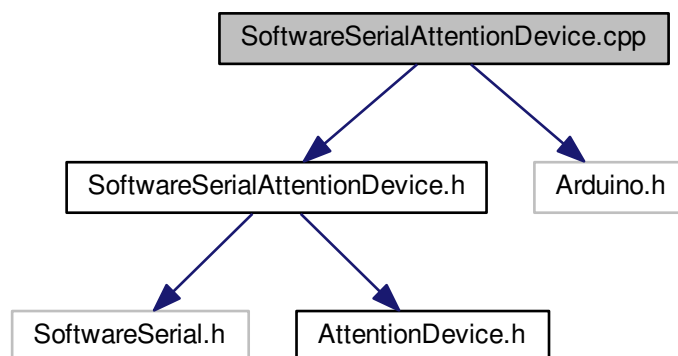 SoftwareSerialAttentionDevice.cpp
SoftwareSerialAttentionDevice.h
Arduino.h
SoftwareSerial.h
AttentionDevice.h